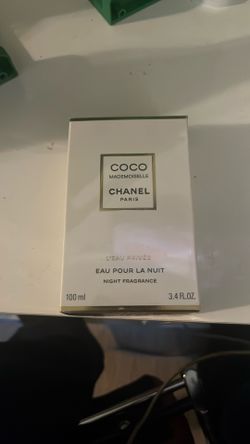 COCO
MADEMOISELLE
CHANEL
PARIS
L'EAU PRIVÉE
EAU POUR LA NUIT
NIGHT FRAGRANCE
100 ml 3.4 FL.OZ.